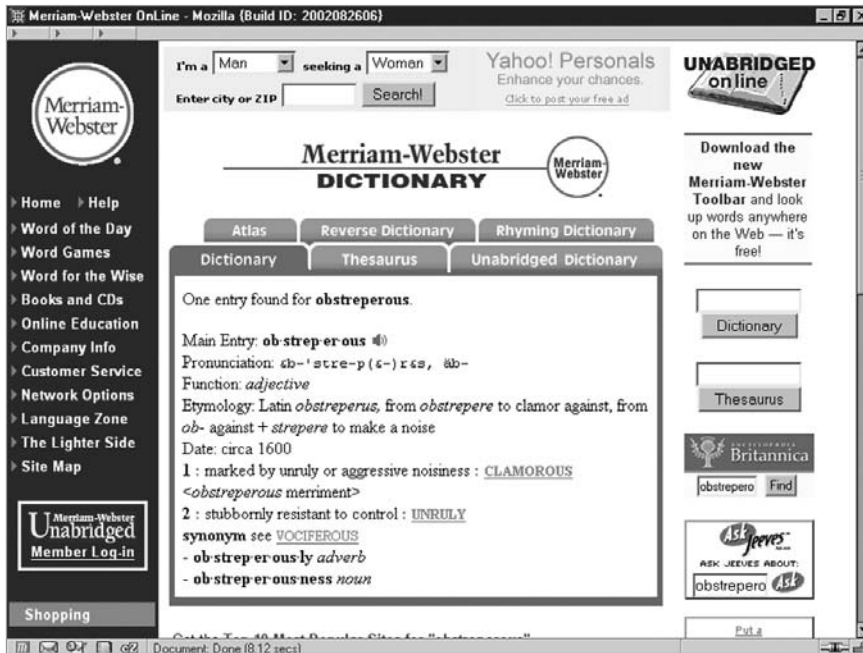 Merriam-Webster OnLine - Mozilla {Build ID: 2002082606}
Merriam-
Webster
Home Help
Word of the Day
Word Games
Word for the Wise
Books and CDs
Online Education
Company Info
Customer Service
Network Options
Language Zone
The Lighter Side
Site Map
Merriam-Webster
Unabridged
Member Log-in
Shopping
I'm a Man seeking a Woman
Enter city or ZIP Search!
Yahoo! Personals
Enhance your chances.
Click to post your free ad
Merriam-Webster
DICTIONARY
Merriam-
Webster
Atlas Reverse Dictionary Rhyming Dictionary
Dictionary Thesaurus Unabridged Dictionary
One entry found for obstreperous.
Main Entry: ob·strep·er·ous
Pronunciation: &b-'stre-p(&-)r&s, äb-
Function: adjective
Etymology: Latin obstreperus, from obstrepere to clamor against, from
ob- against + strepere to make a noise
Date: circa 1600
1 : marked by unruly or aggressive noisiness : CLAMOROUS
<obstreperous merriment>
2 : stubbornly resistant to control : UNRULY
synonym see VOCIFEROUS
- ob·strep·er·ous·ly adverb
- ob·strep·er·ous·ness noun
UNABRIDGED
on line
Download the
new
Merriam-Webster
Toolbar and look
up words anywhere
on the Web — it's
free!
Dictionary
Thesaurus
ENCYCLOPÆDIA
Britannica
obstrepero Find
Ask Jeeves
ASK JEEVES ABOUT:
obstrepero Ask
Put a
Document: Done (8.12 secs)